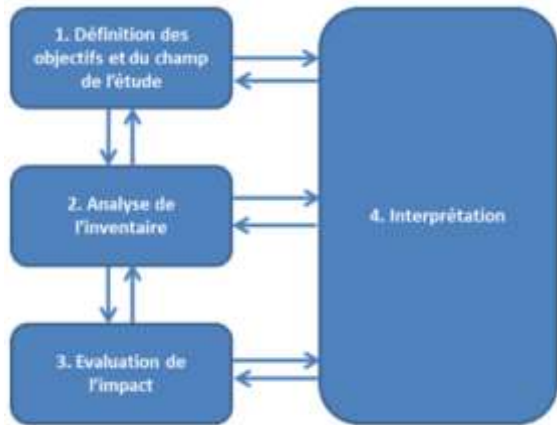 1. Définition des
objectifs et du champ
de l'étude
2. Analyse de
l'inventaire
4. Interprétation
3. Evaluation de
l'impact